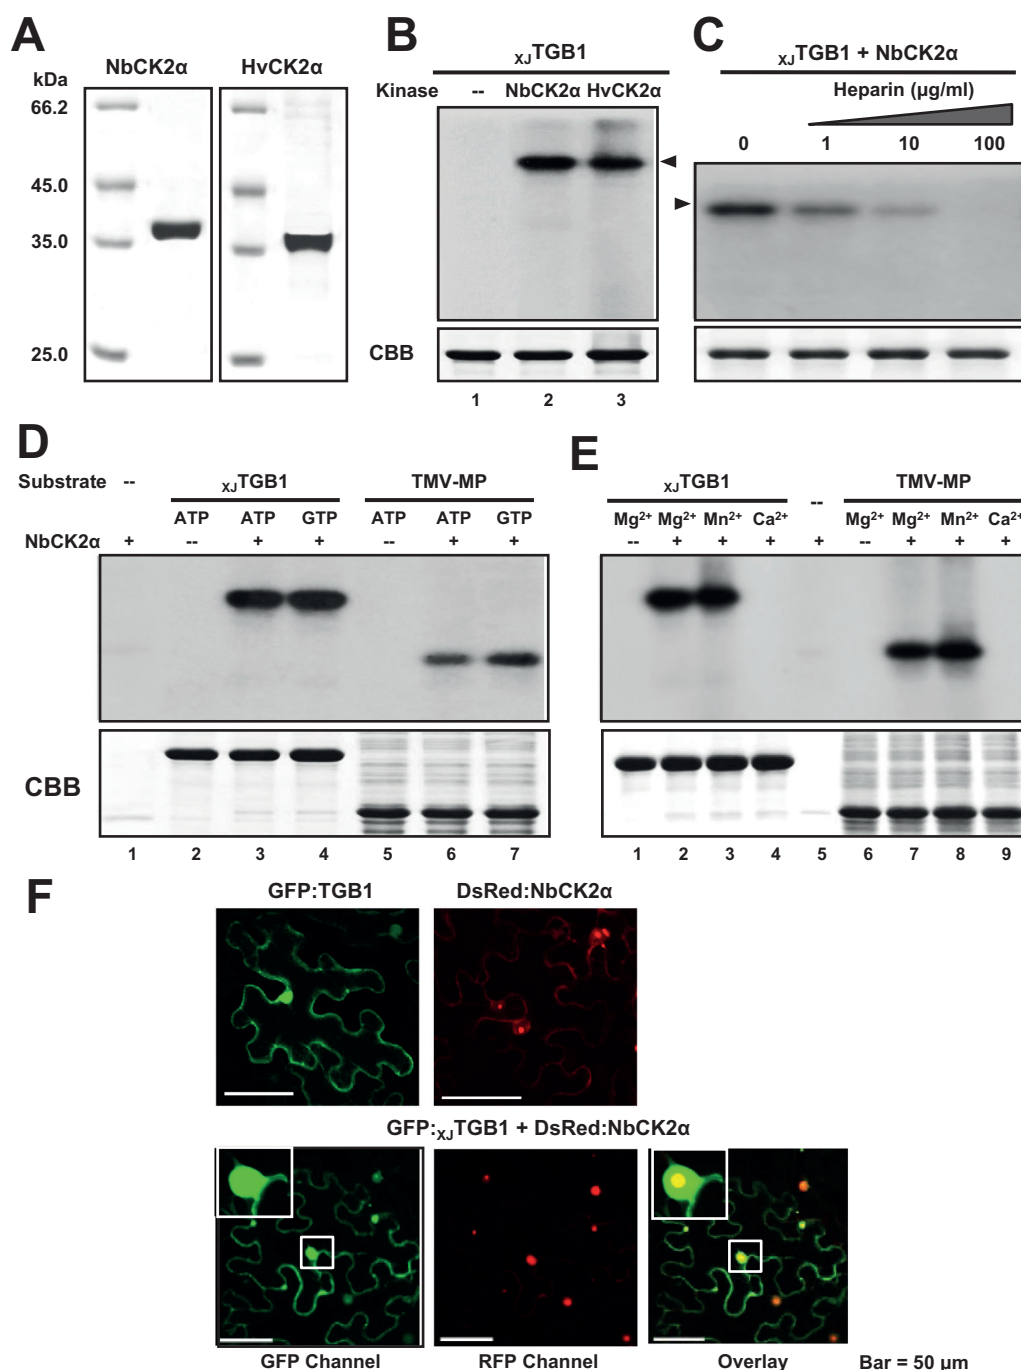 A
kDa
NbCK2α
HvCK2α
66.2
45.0
35.0
25.0
B
XJTGB1
Kinase -- NbCK2α HvCK2α
CBB
1 2 3
C
XJTGB1 + NbCK2α
Heparin (µg/ml)
0 1 10 100
D
Substrate -- XJTGB1 TMV-MP
ATP ATP GTP ATP ATP GTP
NbCK2α + -- + + -- + +
CBB
1 2 3 4 5 6 7
E
XJTGB1 -- TMV-MP
Mg²⁺ Mg²⁺ Mn²⁺ Ca²⁺ Mg²⁺ Mg²⁺ Mn²⁺ Ca²⁺
-- + + + + -- + + +
1 2 3 4 5 6 7 8 9
F
GFP:TGB1 DsRed:NbCK2α
GFP:XJTGB1 + DsRed:NbCK2α
GFP Channel RFP Channel Overlay Bar = 50 µm